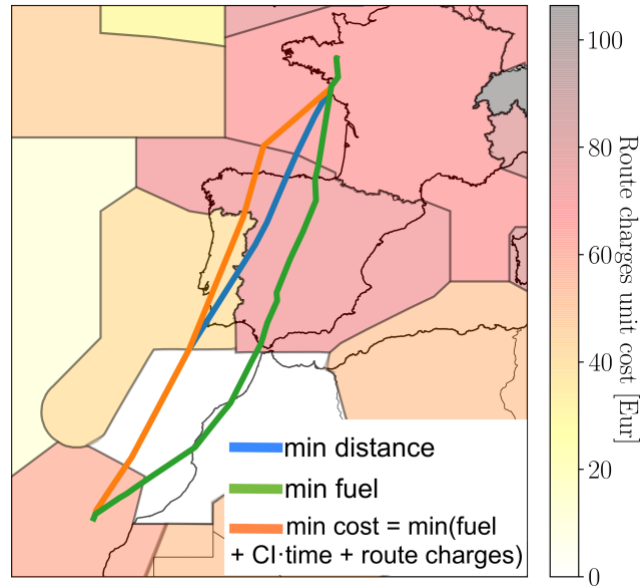 min distance
min fuel
min cost = min(fuel
+ CI·time + route charges)
100
80
60
40
20
0
Route charges unit cost [Eur]